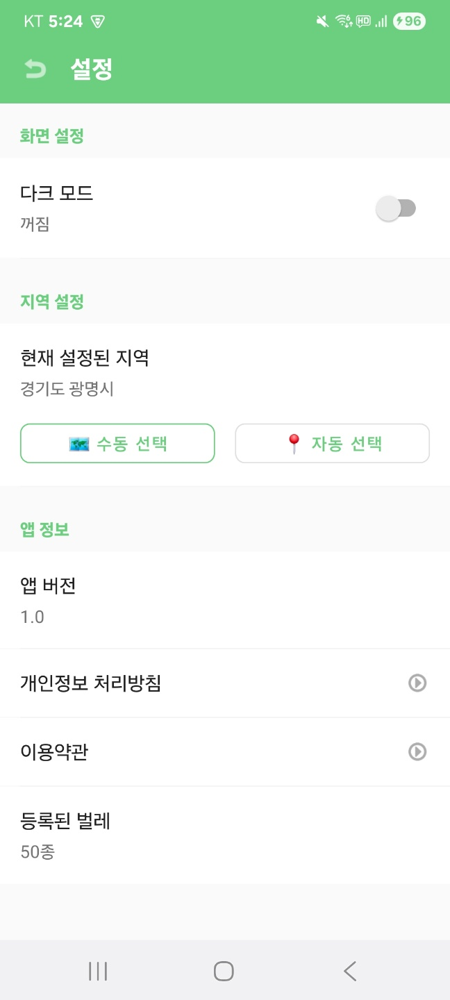 KT 5:24 HD 96
설정
화면 설정
다크 모드
꺼짐
지역 설정
현재 설정된 지역
경기도 광명시
수동 선택
자동 선택
앱 정보
앱 버전
1.0
개인정보 처리방침
이용약관
등록된 벌레
50종